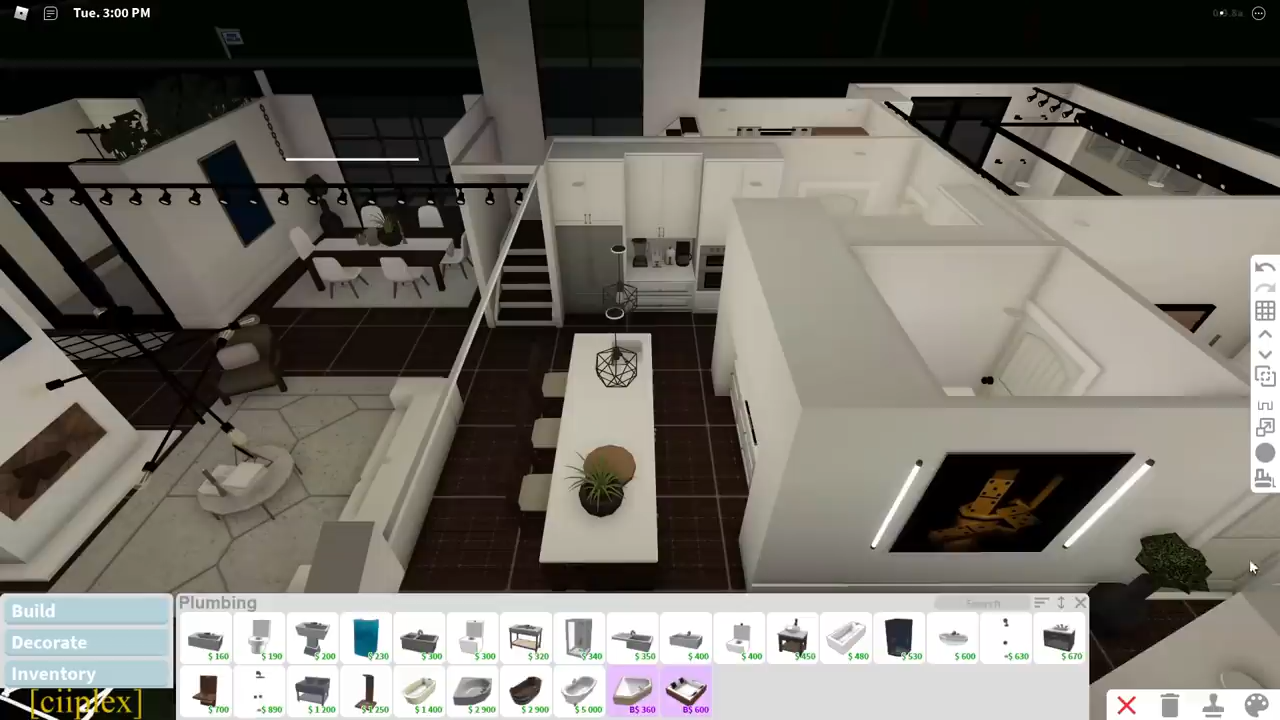 Tue. 3:00 PM
Build
Decorate
Inventory
Plumbing
Search
$ 160
$ 190
$ 200
$230
$ 300
$ 300
$ 320
$340
$ 350
$ 400
$ 400
$450
$ 480
$ 530
$ 600
~$ 630
$ 670
$ 700
~$ 890
$ 1 200
$ 1 250
$ 1 400
$ 2 900
$ 2 900
$ 5 000
B$ 360
B$ 600
[ciiplex]